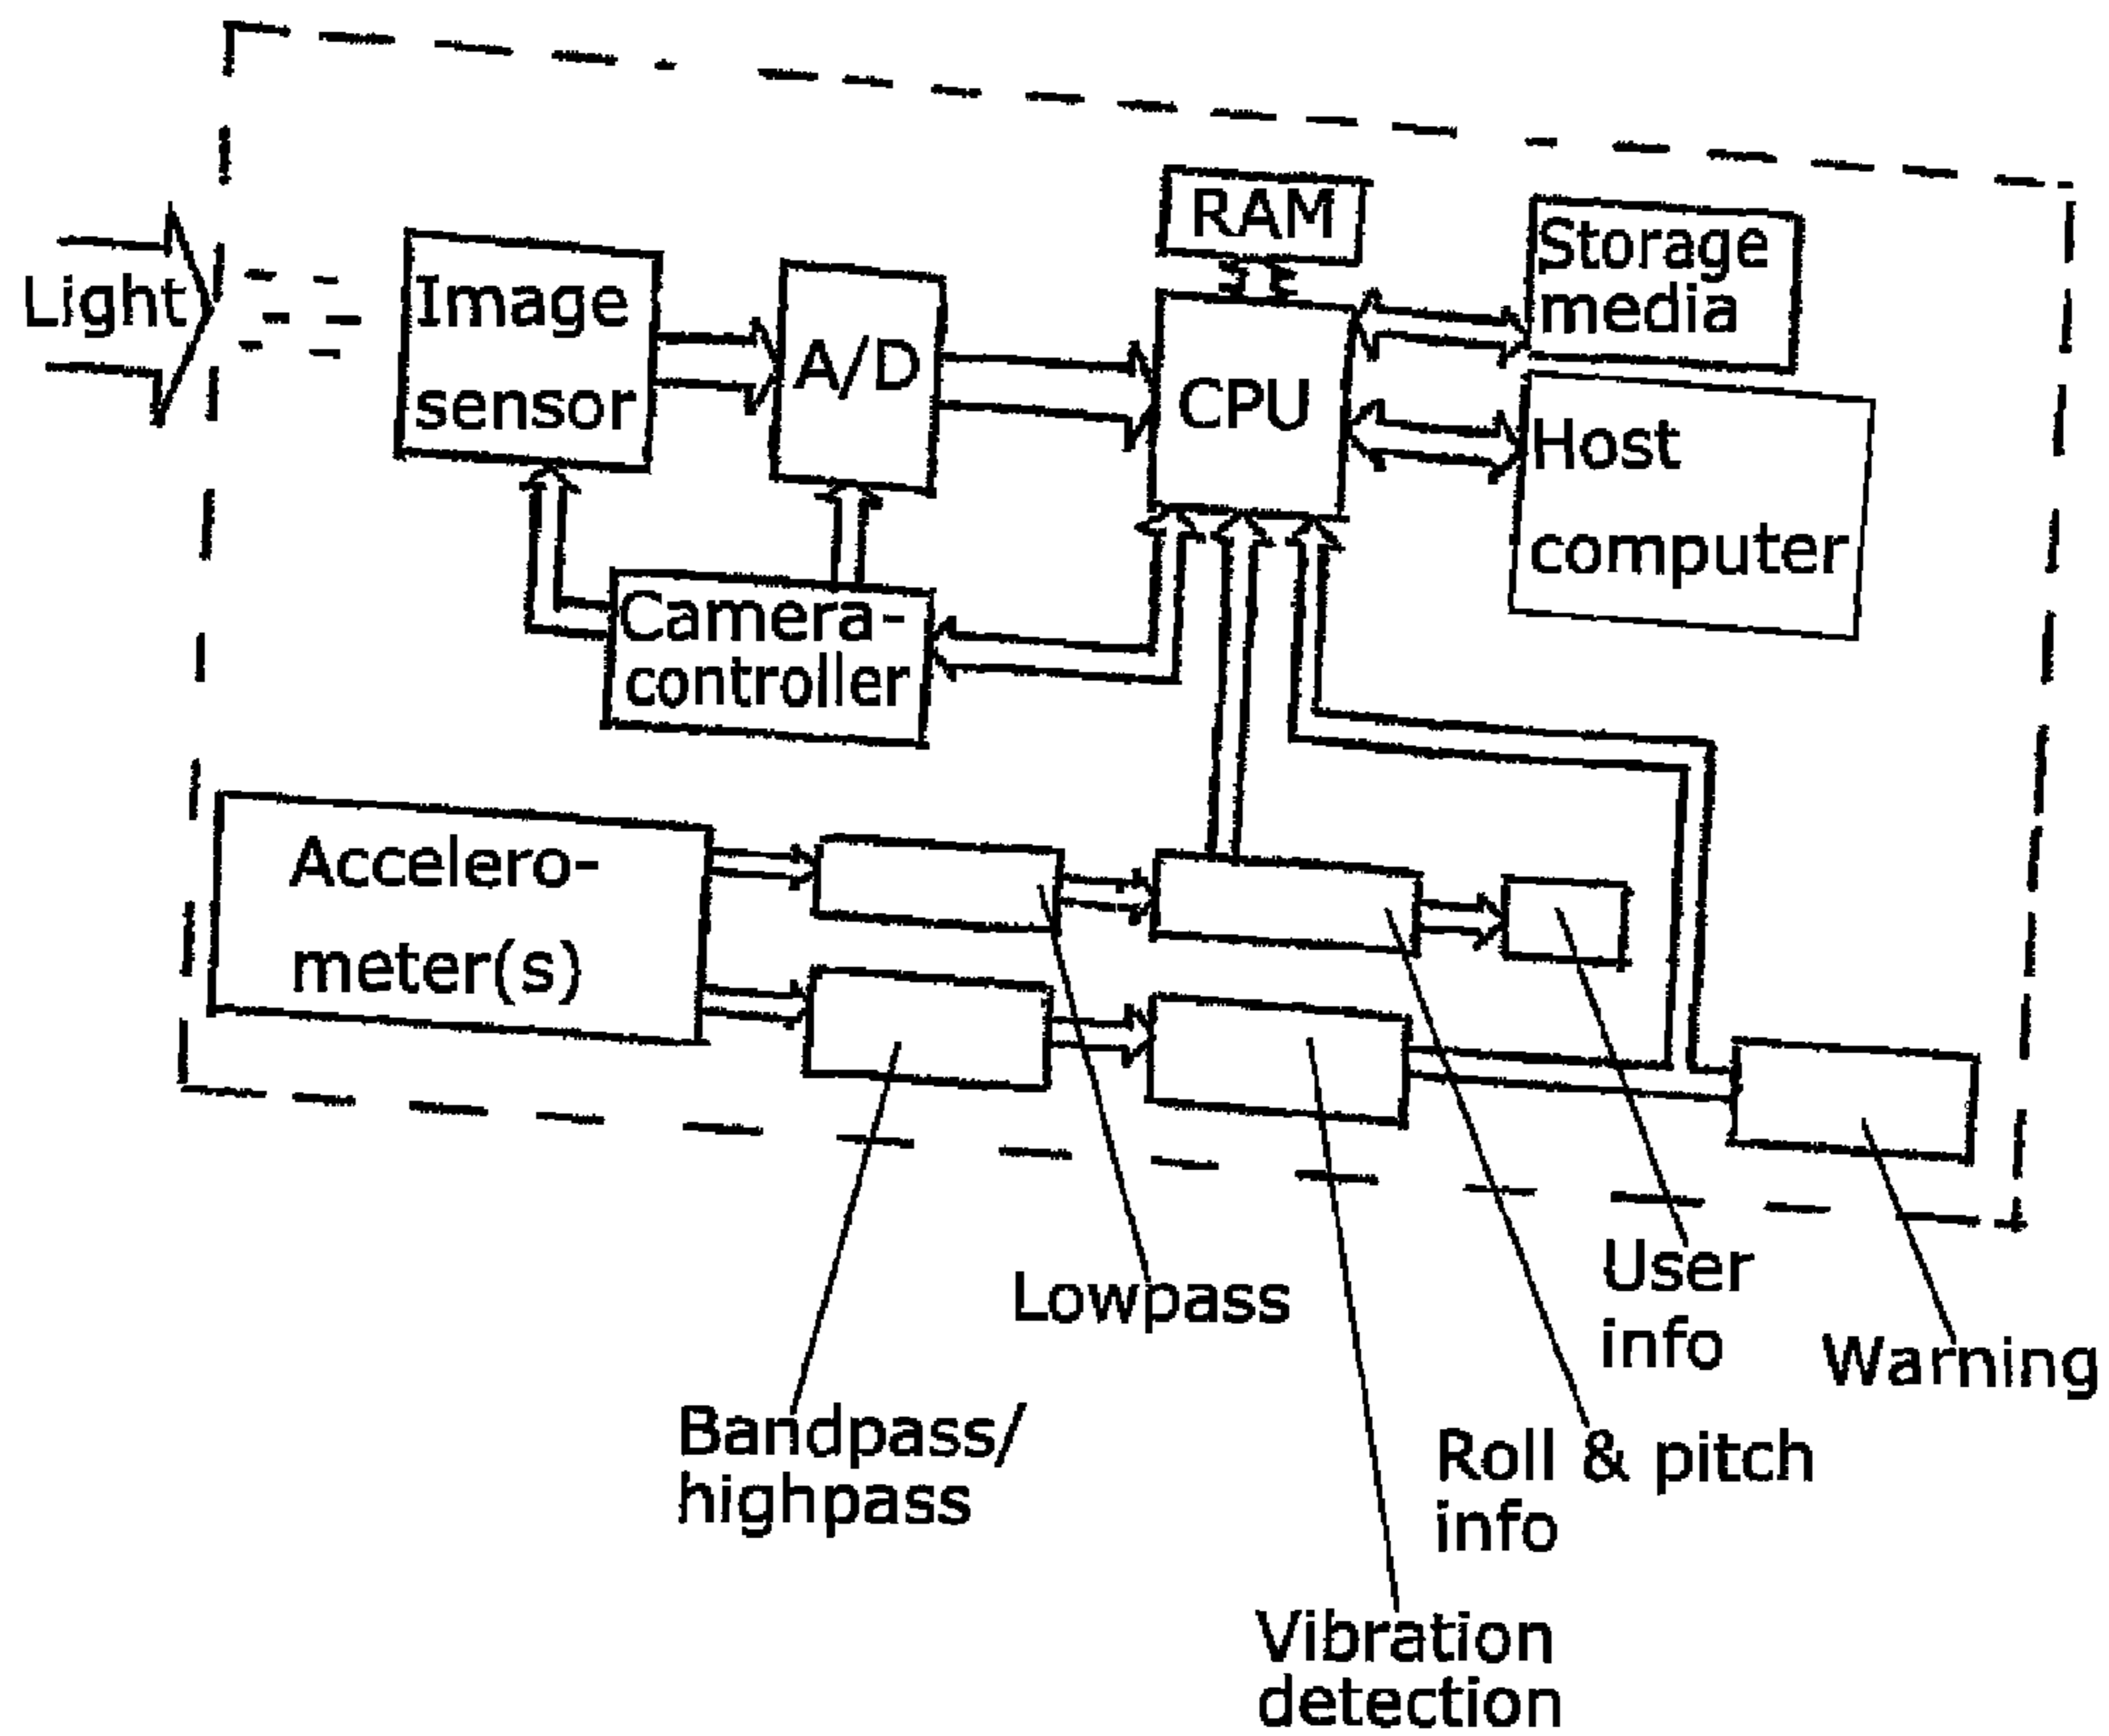 RAM
Storage
media
Light
Image
sensor
A/D
CPU
Host
computer
Camera-
controller
Accelero-
meter(s)
Lowpass
User
info
Warning
Bandpass/
highpass
Roll & pitch
info
Vibration
detection